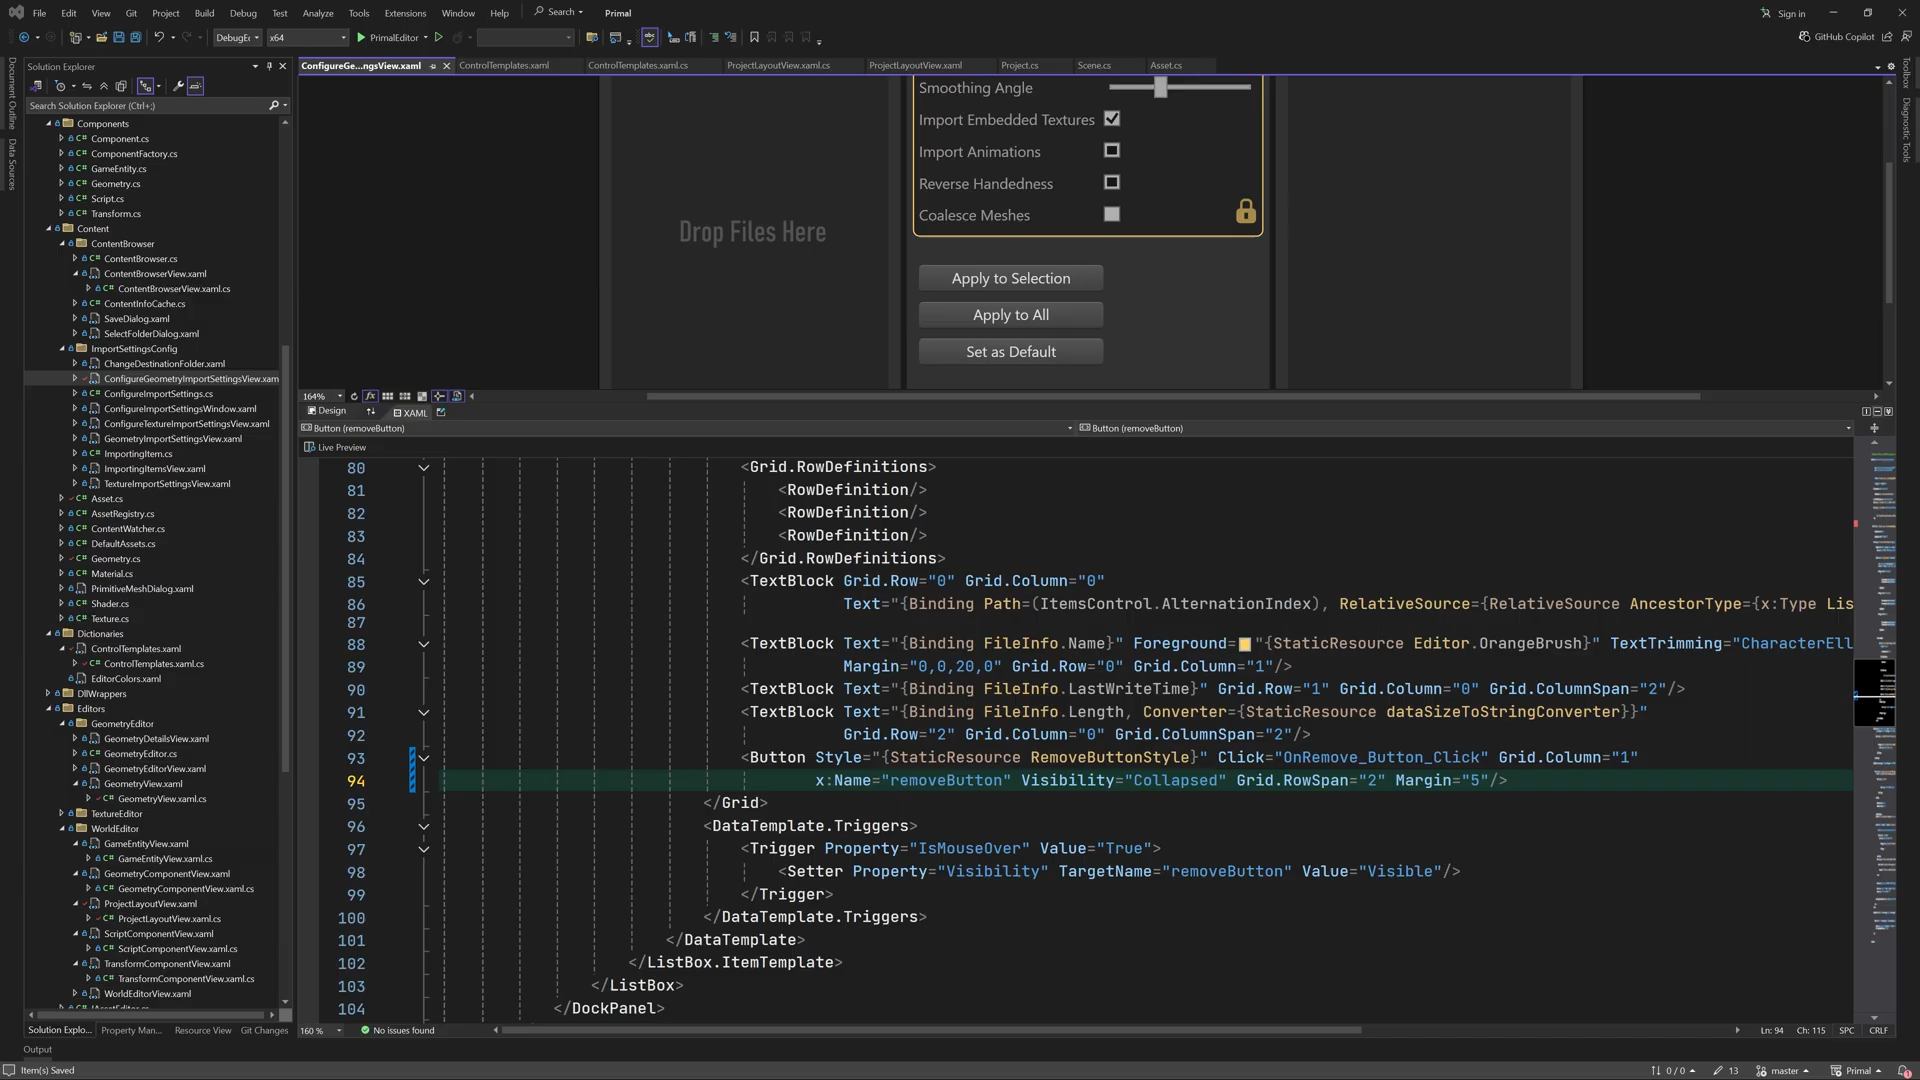 File Edit View Git Project Build Debug Test Analyze Tools Extensions Window Help Search Primal Sign in
DebugEc x64 PrimalEditor GitHub Copilot
Solution Explorer
ConfigureGe...ngsView.xaml ControlTemplates.xaml ControlTemplates.xaml.cs ProjectLayoutView.xaml.cs ProjectLayoutView.xaml Project.cs Scene.cs Asset.cs
Document Outline
Data Sources
Toolbox
Diagnostic Tools
Search Solution Explorer (Ctrl+;)
Components
Component.cs
ComponentFactory.cs
GameEntity.cs
Geometry.cs
Script.cs
Transform.cs
Content
ContentBrowser
ContentBrowser.cs
ContentBrowserView.xaml
ContentBrowserView.xaml.cs
ContentInfoCache.cs
SaveDialog.xaml
SelectFolderDialog.xaml
ImportSettingsConfig
ChangeDestinationFolder.xaml
ConfigureGeometryImportSettingsView.xam
ConfigureImportSettings.cs
ConfigureImportSettingsWindow.xaml
ConfigureTextureImportSettingsView.xaml
GeometryImportSettingsView.xaml
ImportingItem.cs
ImportingItemsView.xaml
TextureImportSettingsView.xaml
Asset.cs
AssetRegistry.cs
ContentWatcher.cs
DefaultAssets.cs
Geometry.cs
Material.cs
PrimitiveMeshDialog.xaml
Shader.cs
Texture.cs
Dictionaries
ControlTemplates.xaml
ControlTemplates.xaml.cs
EditorColors.xaml
DllWrappers
Editors
GeometryEditor
GeometryDetailsView.xaml
GeometryEditor.cs
GeometryEditorView.xaml
GeometryView.xaml
GeometryView.xaml.cs
TextureEditor
WorldEditor
GameEntityView.xaml
GameEntityView.xaml.cs
GeometryComponentView.xaml
GeometryComponentView.xaml.cs
ProjectLayoutView.xaml
ProjectLayoutView.xaml.cs
ScriptComponentView.xaml
ScriptComponentView.xaml.cs
TransformComponentView.xaml
TransformComponentView.xaml.cs
WorldEditorView.xaml
Solution Explo... Property Man... Resource View Git Changes
Smoothing Angle
Import Embedded Textures
Import Animations
Reverse Handedness
Coalesce Meshes
Drop Files Here
Apply to Selection
Apply to All
Set as Default
164%
Design XAML
Button (removeButton) Button (removeButton)
Live Preview
80 <Grid.RowDefinitions>
81 <RowDefinition/>
82 <RowDefinition/>
83 <RowDefinition/>
84 </Grid.RowDefinitions>
85 <TextBlock Grid.Row="0" Grid.Column="0"
86 Text="{Binding Path=(ItemsControl.AlternationIndex), RelativeSource={RelativeSource AncestorType={x:Type Lis
87
88 <TextBlock Text="{Binding FileInfo.Name}" Foreground="{StaticResource Editor.OrangeBrush}" TextTrimming="CharacterEll
89 Margin="0,0,20,0" Grid.Row="0" Grid.Column="1"/>
90 <TextBlock Text="{Binding FileInfo.LastWriteTime}" Grid.Row="1" Grid.Column="0" Grid.ColumnSpan="2"/>
91 <TextBlock Text="{Binding FileInfo.Length, Converter={StaticResource dataSizeToStringConverter}}"
92 Grid.Row="2" Grid.Column="0" Grid.ColumnSpan="2"/>
93 <Button Style="{StaticResource RemoveButtonStyle}" Click="OnRemove_Button_Click" Grid.Column="1"
94 x:Name="removeButton" Visibility="Collapsed" Grid.RowSpan="2" Margin="5"/>
95 </Grid>
96 <DataTemplate.Triggers>
97 <Trigger Property="IsMouseOver" Value="True">
98 <Setter Property="Visibility" TargetName="removeButton" Value="Visible"/>
99 </Trigger>
100 </DataTemplate.Triggers>
101 </DataTemplate>
102 </ListBox.ItemTemplate>
103 </ListBox>
104 </DockPanel>
160 % No issues found Ln: 94 Ch: 115 SPC CRLF
Output
Item(s) Saved 0 / 0 13 master Primal